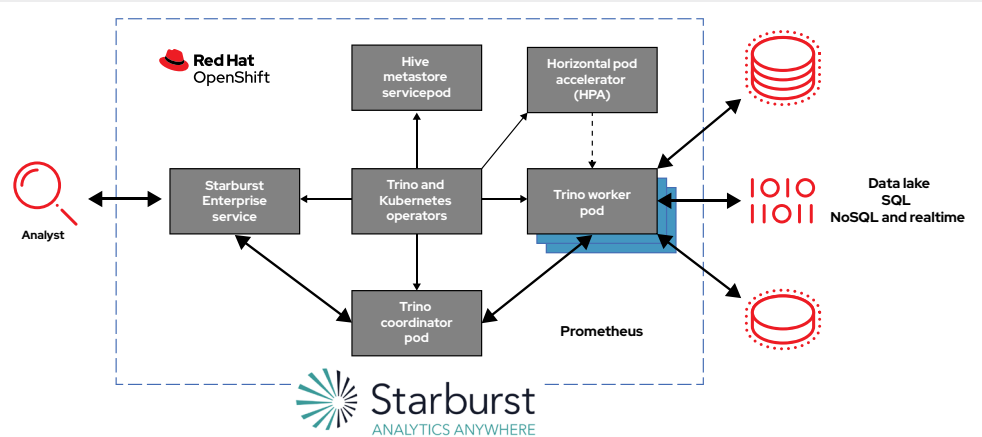 Red Hat
OpenShift
Hive
metastore
servicepod
Horizontal pod
accelerator
(HPA)
Analyst
Starburst
Enterprise
service
Trino and
Kubernetes
operators
Trino worker
pod
1010
11011
Data lake
SQL
NoSQL and realtime
Trino
coordinator
pod
Prometheus
Starburst
ANALYTICS ANYWHERE